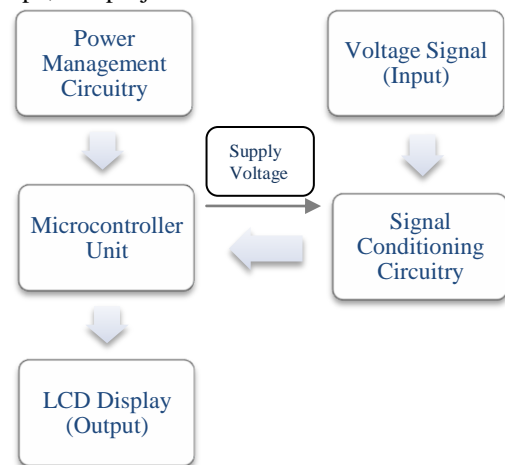 Power
Management
Circuitry
Voltage Signal
(Input)
Supply
Voltage
Microcontroller
Unit
Signal
Conditioning
Circuitry
LCD Display
(Output)